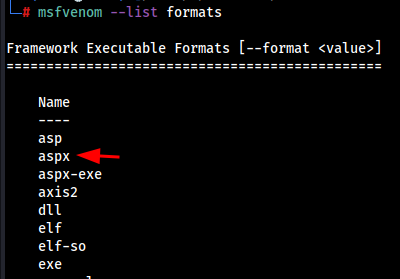 # msfvenom --list formats
Framework Executable Formats [--format <value>]
===============================================
Name
----
asp
aspx
aspx-exe
axis2
dll
elf
elf-so
exe